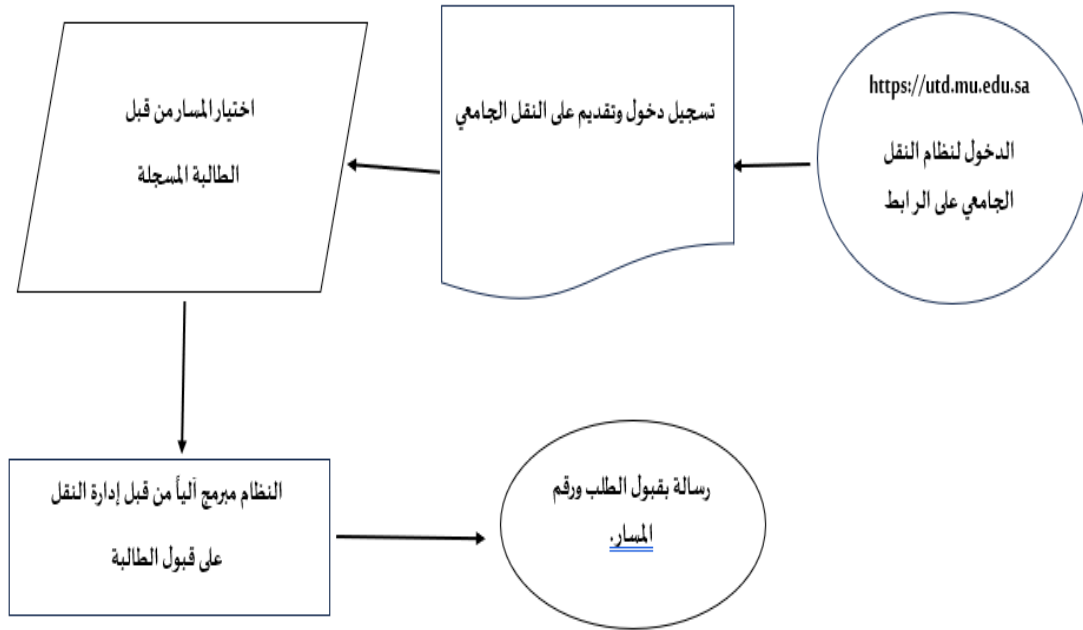 https://utd.mu.edu.sa
الدخول لنظام النقل
الجامعي على الرابط
تسجيل دخول وتقديم على النقل الجامعي
اختيار المسار من قبل
الطالبة المسجلة
النظام مبرمج آلياً من قبل إدارة النقل
على قبول الطالبة
رسالة بقبول الطلب ورقم
المسار.